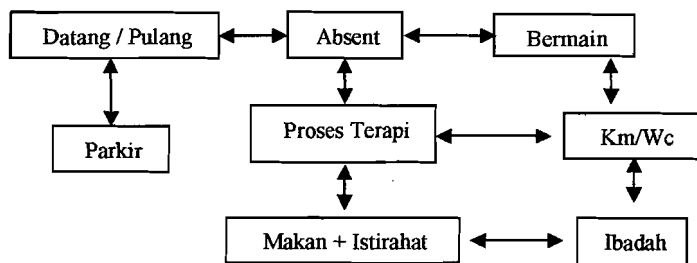 Datang / Pulang
Absent
Bermain
Parkir
Proses Terapi
Km/Wc
Makan + Istirahat
Ibadah